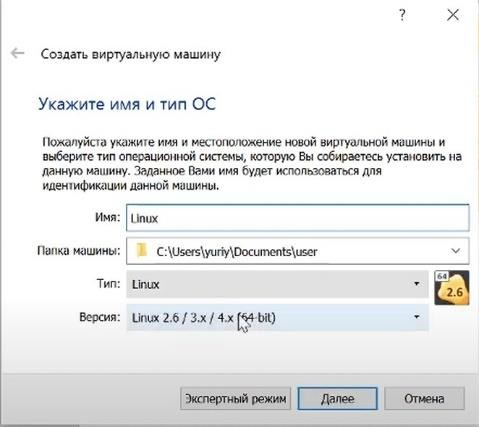 ?
Создать виртуальную машину
Укажите имя и тип ОС
Пожалуйста укажите имя и местоположение новой виртуальной машины и
выберите тип операционной системы, которую Вы собираетесь установить на
данную машину. Заданное Вами имя будет использоваться для
идентификации данной машины.
Имя: Linux
Папка машины: C:\Users\yuriy\Documents\user
Тип: Linux
64
2.6
Версия: Linux 2.6 / 3.x / 4.x (64-bit)
Экспертный режим Далее Отмена